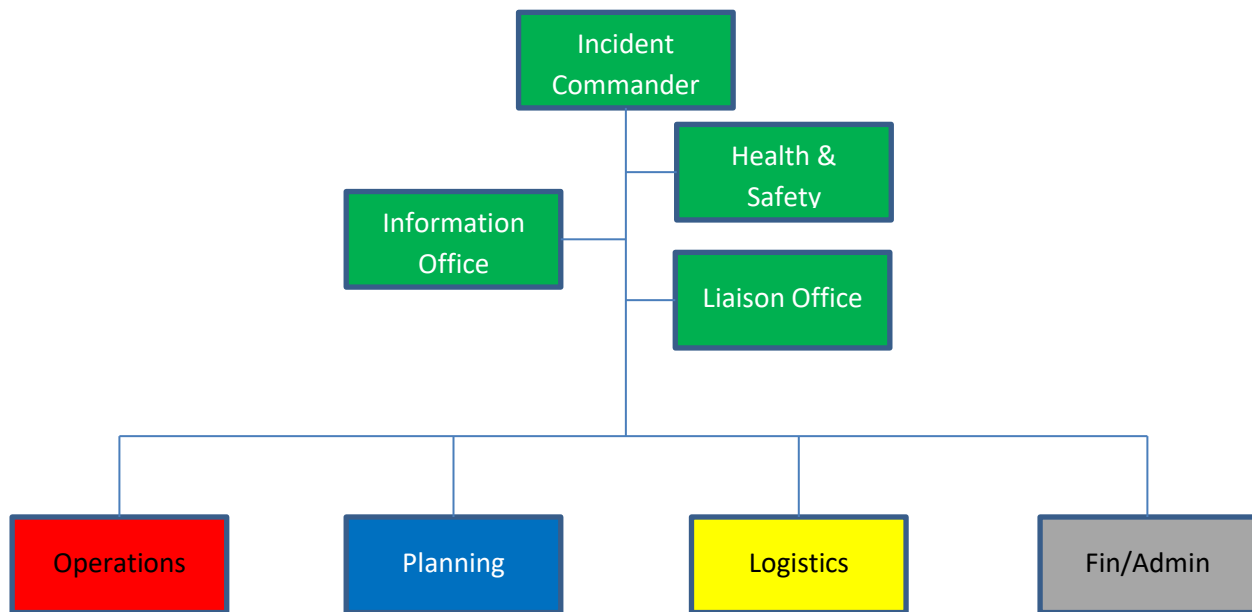 Incident
Commander
Health &
Safety
Information
Office
Liaison Office
Operations
Planning
Logistics
Fin/Admin